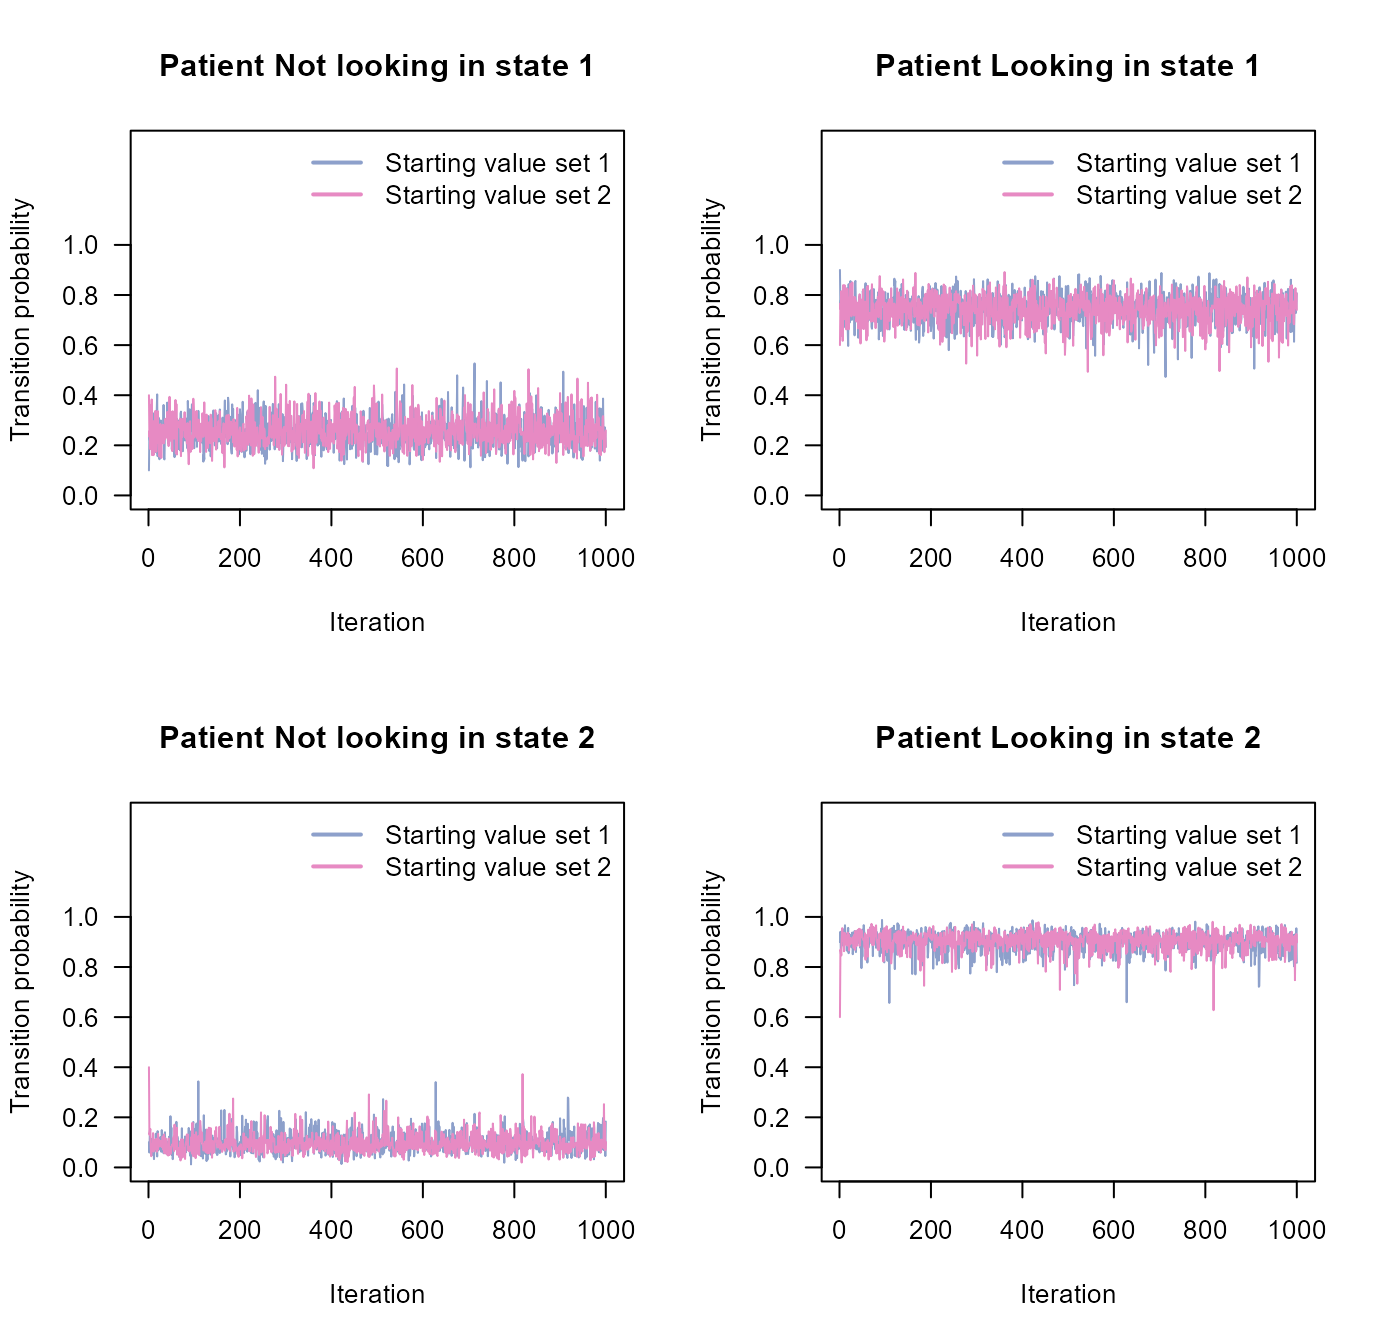 Patient Not looking in state 1
Starting value set 1
Starting value set 2
Transition probability
1.0
0.8
0.6
0.4
0.2
0.0
0 200 400 600 800 1000
Iteration
Patient Looking in state 1
Starting value set 1
Starting value set 2
Transition probability
1.0
0.8
0.6
0.4
0.2
0.0
0 200 400 600 800 1000
Iteration
Patient Not looking in state 2
Starting value set 1
Starting value set 2
Transition probability
1.0
0.8
0.6
0.4
0.2
0.0
0 200 400 600 800 1000
Iteration
Patient Looking in state 2
Starting value set 1
Starting value set 2
Transition probability
1.0
0.8
0.6
0.4
0.2
0.0
0 200 400 600 800 1000
Iteration